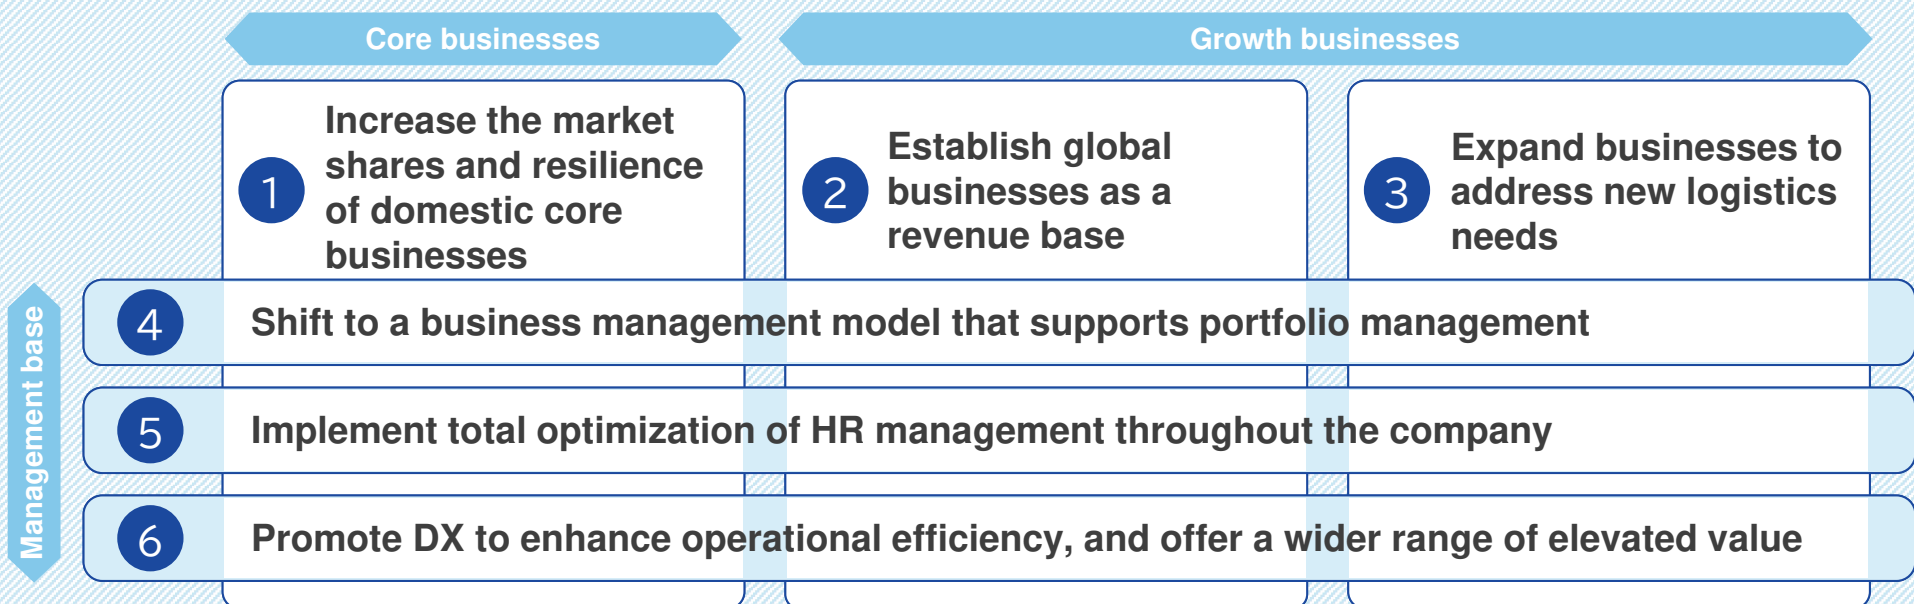 Core businesses
Growth businesses
1
Increase the market
shares and resilience
of domestic core
businesses
2
Establish global
businesses as a
revenue base
3
Expand businesses to
address new logistics
needs
Management base
4
Shift to a business management model that supports portfolio management
5
Implement total optimization of HR management throughout the company
6
Promote DX to enhance operational efficiency, and offer a wider range of elevated value